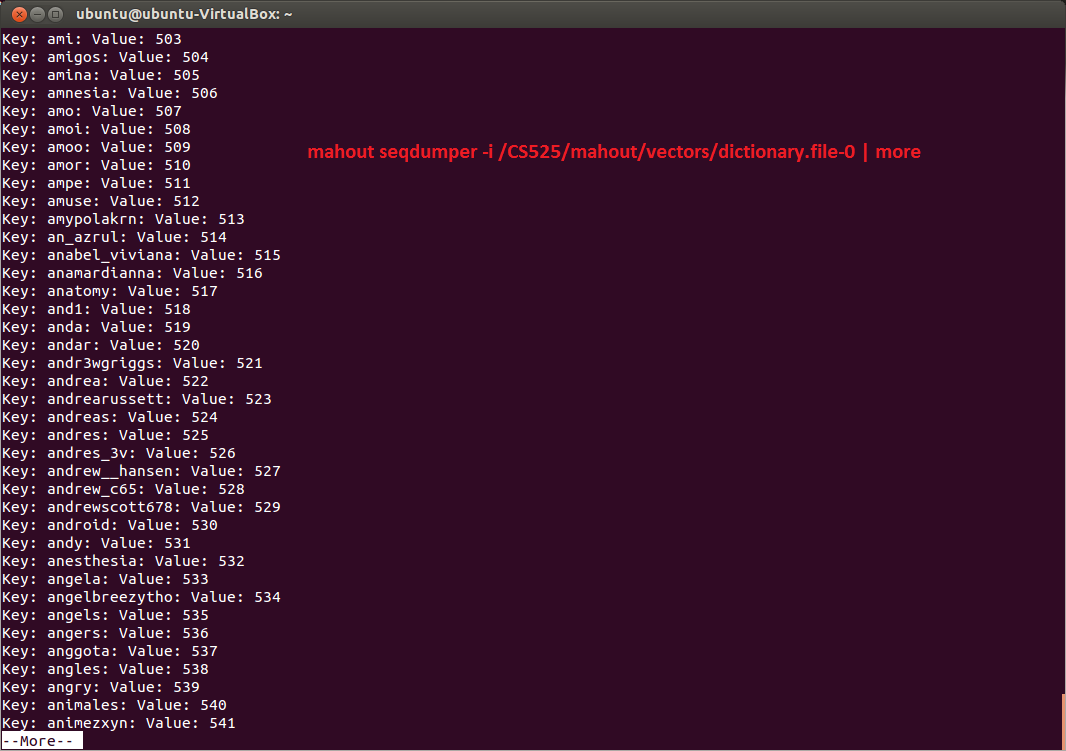 ubuntu@ubuntu-VirtualBox: ~
Key: ami: Value: 503
Key: amigos: Value: 504
Key: amina: Value: 505
Key: amnesia: Value: 506
Key: amo: Value: 507
Key: amoi: Value: 508
Key: amoo: Value: 509
mahout seqdumper -i /CS525/mahout/vectors/dictionary.file-0 | more
Key: amor: Value: 510
Key: ampe: Value: 511
Key: amuse: Value: 512
Key: amypolakrn: Value: 513
Key: an_azrul: Value: 514
Key: anabel_viviana: Value: 515
Key: anamardianna: Value: 516
Key: anatomy: Value: 517
Key: and1: Value: 518
Key: anda: Value: 519
Key: andar: Value: 520
Key: andr3wgriggs: Value: 521
Key: andrea: Value: 522
Key: andrearussett: Value: 523
Key: andreas: Value: 524
Key: andres: Value: 525
Key: andres_3v: Value: 526
Key: andrew__hansen: Value: 527
Key: andrew_c65: Value: 528
Key: andrewscott678: Value: 529
Key: android: Value: 530
Key: andy: Value: 531
Key: anesthesia: Value: 532
Key: angela: Value: 533
Key: angelbreezytho: Value: 534
Key: angels: Value: 535
Key: angers: Value: 536
Key: anggota: Value: 537
Key: angles: Value: 538
Key: angry: Value: 539
Key: animales: Value: 540
Key: animezxyn: Value: 541
--More--